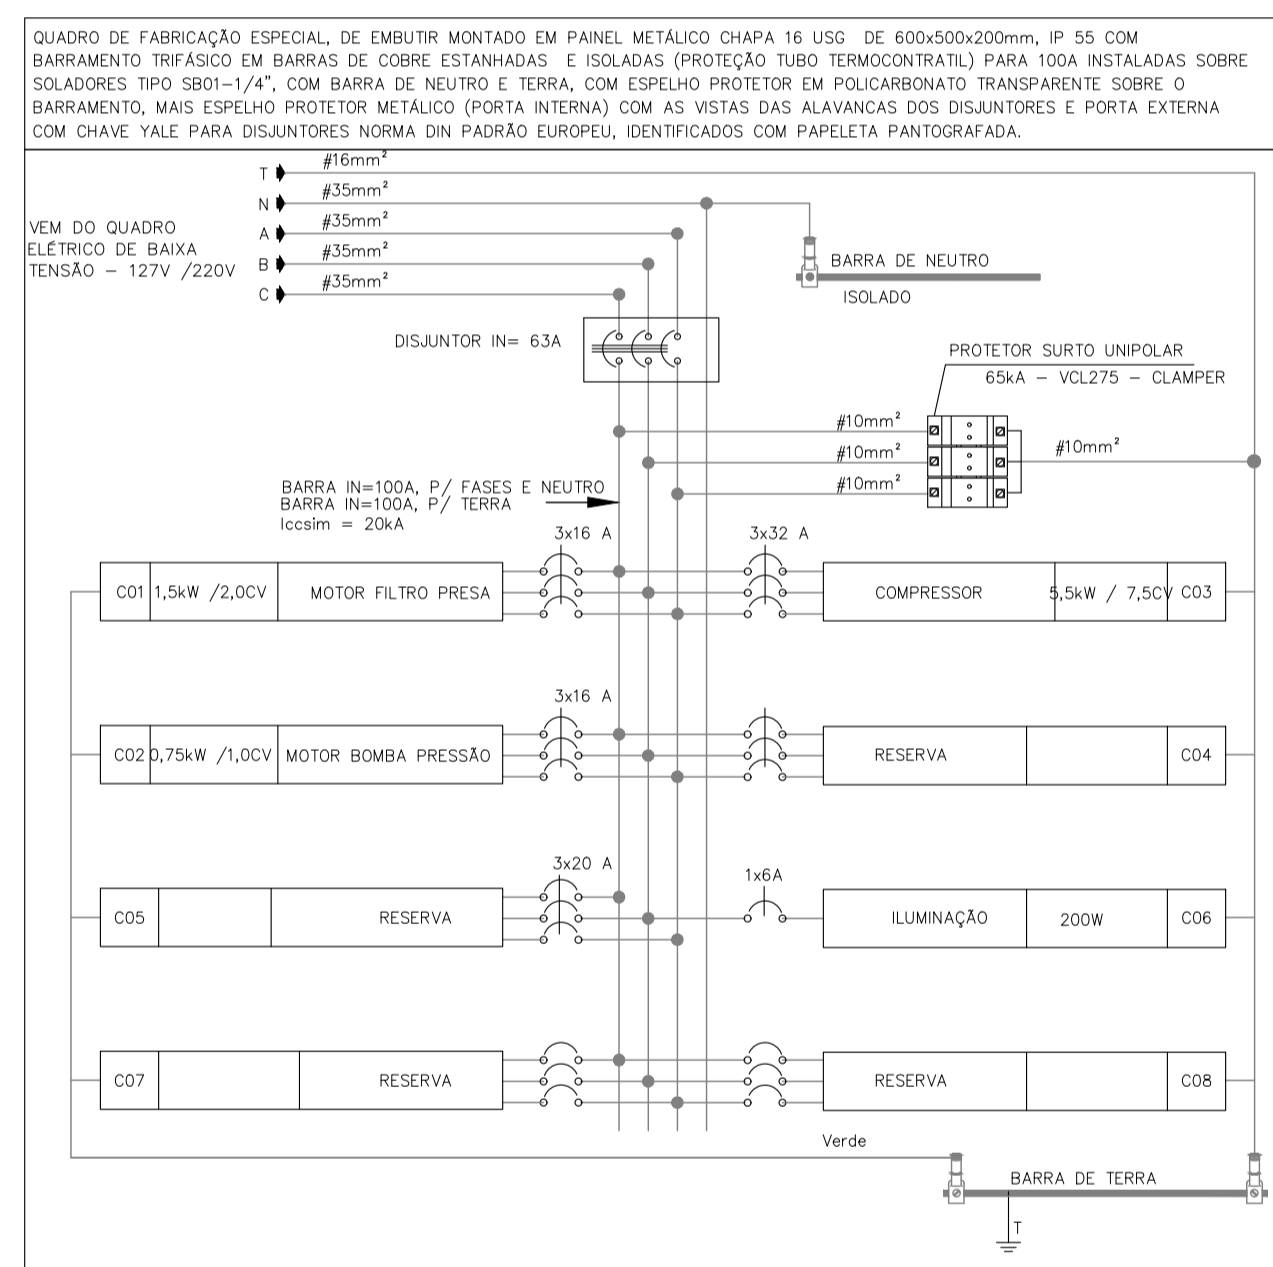 QUADRO DE FABRICAÇÃO ESPECIAL, DE EMBUTIR MONTADO EM PAINEL METÁLICO CHAPA 16 USG DE 600x500x200mm, IP 55 COM
BARRAMENTO TRIFÁSICO EM BARRAS DE COBRE ESTANHADAS E ISOLADAS (PROTEÇÃO TUBO TERMOCONTRATIL) PARA 100A INSTALADAS SOBRE
SOLADORES TIPO SB01-1/4", COM BARRA DE NEUTRO E TERRA, COM ESPELHO PROTETOR EM POLICARBONATO TRANSPARENTE SOBRE O
BARRAMENTO, MAIS ESPELHO PROTETOR METÁLICO (PORTA INTERNA) COM AS VISTAS DAS ALAVANCAS DOS DISJUNTORES E PORTA EXTERNA
COM CHAVE YALE PARA DISJUNTORES NORMA DIN PADRÃO EUROPEU, IDENTIFICADOS COM PAPELETA PANTOGRAFADA.
T #16mm²
N #35mm²
A #35mm²
B #35mm²
C #35mm²
VEM DO QUADRO
ELÉTRICO DE BAIXA
TENSÃO – 127V /220V
BARRA DE NEUTRO
ISOLADO
DISJUNTOR IN= 63A
PROTETOR SURTO UNIPOLAR
65kA – VCL275 – CLAMPER
#10mm²
#10mm²
#10mm²
#10mm²
BARRA IN=100A, P/ FASES E NEUTRO
BARRA IN=100A, P/ TERRA
Iccsim = 20kA
3x16 A
3x32 A
C01 1,5kW /2,0CV MOTOR FILTRO PRESA
COMPRESSOR 5,5kW / 7,5CV C03
3x16 A
C02 0,75kW /1,0CV MOTOR BOMBA PRESSÃO
RESERVA C04
3x20 A
1x6A
C05 RESERVA
ILUMINAÇÃO 200W C06
C07 RESERVA
RESERVA C08
Verde
BARRA DE TERRA
T